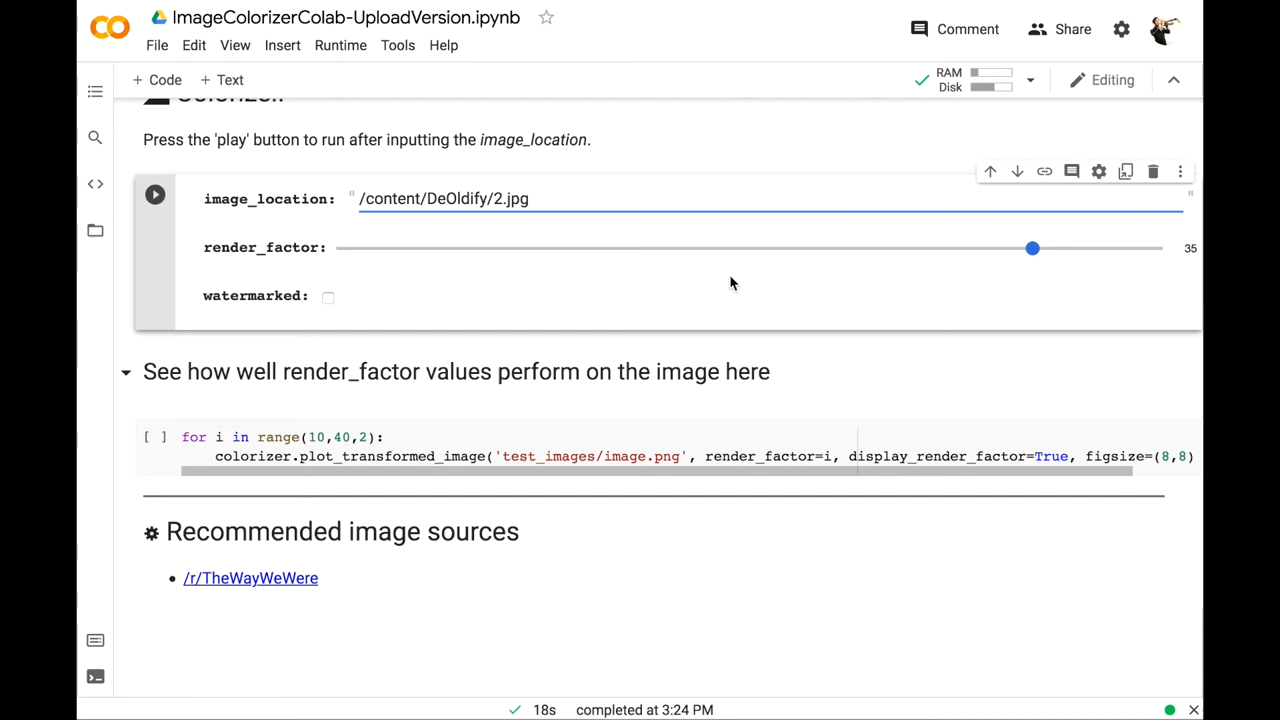 ImageColorizerColab-UploadVersion.ipynb
Comment Share
File Edit View Insert Runtime Tools Help
+ Code + Text
RAM
Disk
Editing
Colorize!!
Press the 'play' button to run after inputting the image_location.
image_location: "/content/DeOldify/2.jpg"
render_factor: 35
watermarked:
See how well render_factor values perform on the image here
[ ] for i in range(10,40,2):
colorizer.plot_transformed_image('test_images/image.png', render_factor=i, display_render_factor=True, figsize=(8,8)
Recommended image sources
• /r/TheWayWeWere
18s completed at 3:24 PM